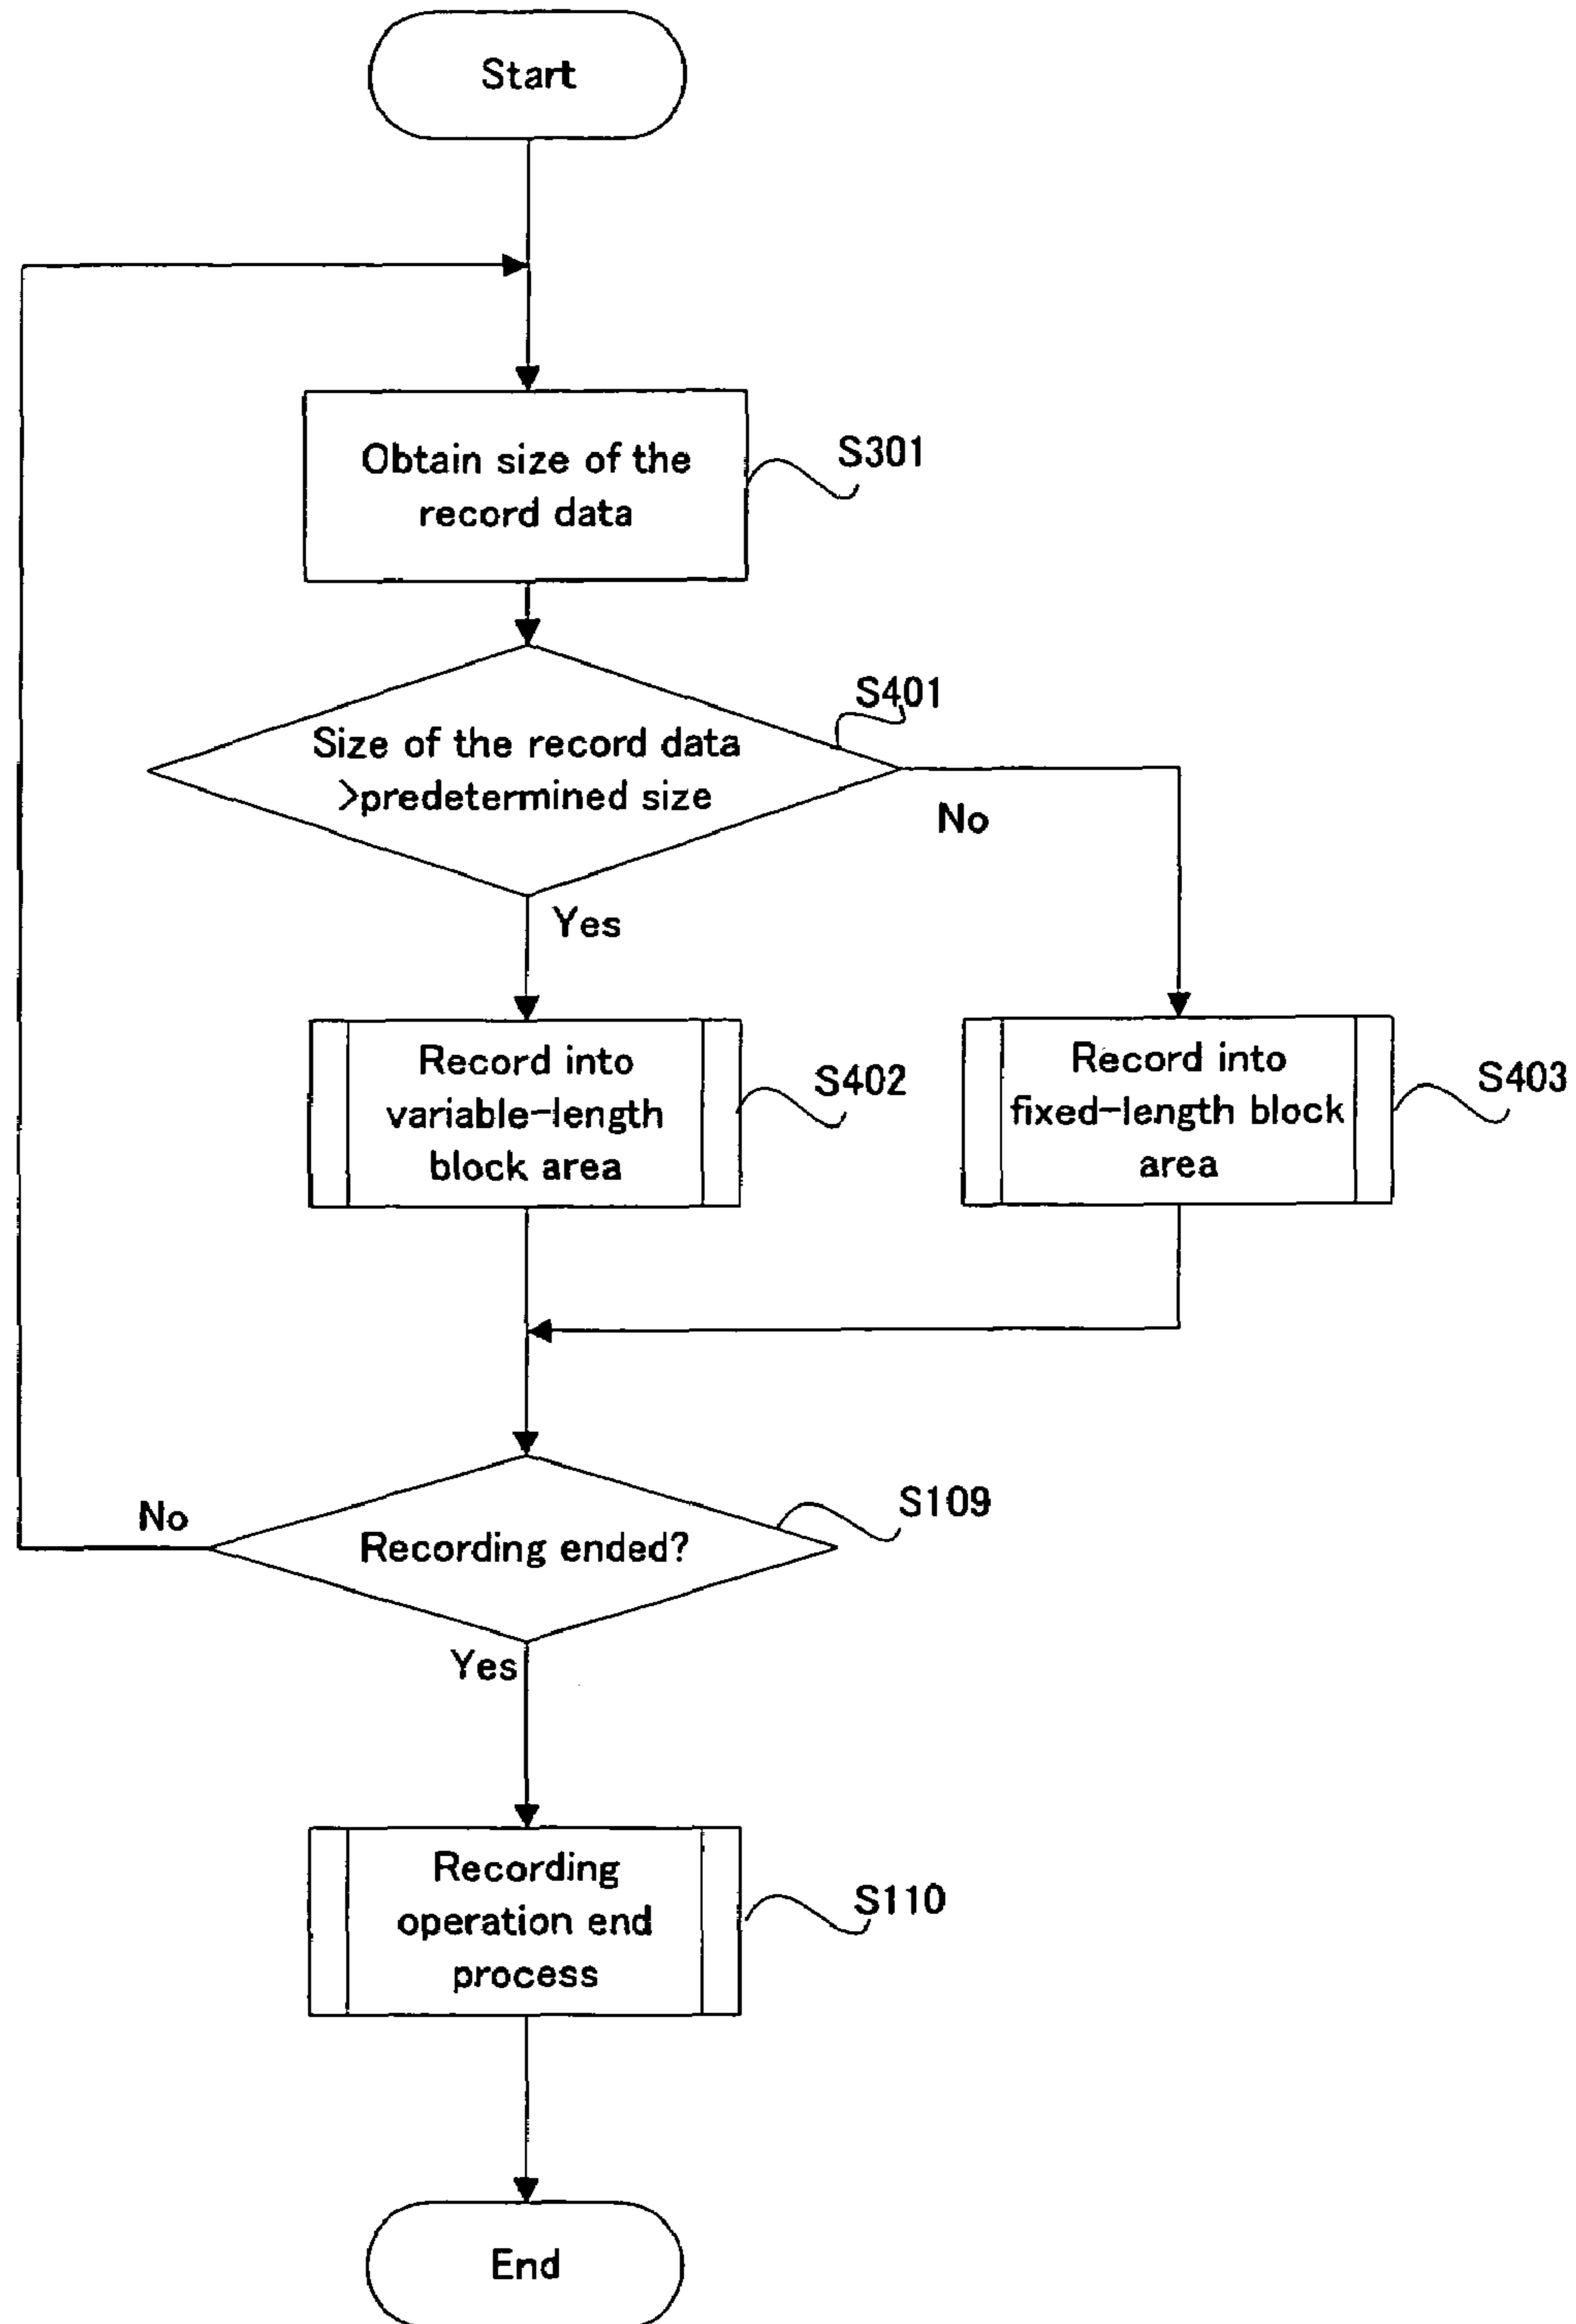 Start
Obtain size of the
record data
S301
S401
Size of the record data
>predetermined size
No
Yes
Record into
variable-length
block area
S402
Record into
fixed-length block
area
S403
No
Recording ended?
S109
Yes
Recording
operation end
process
S110
End